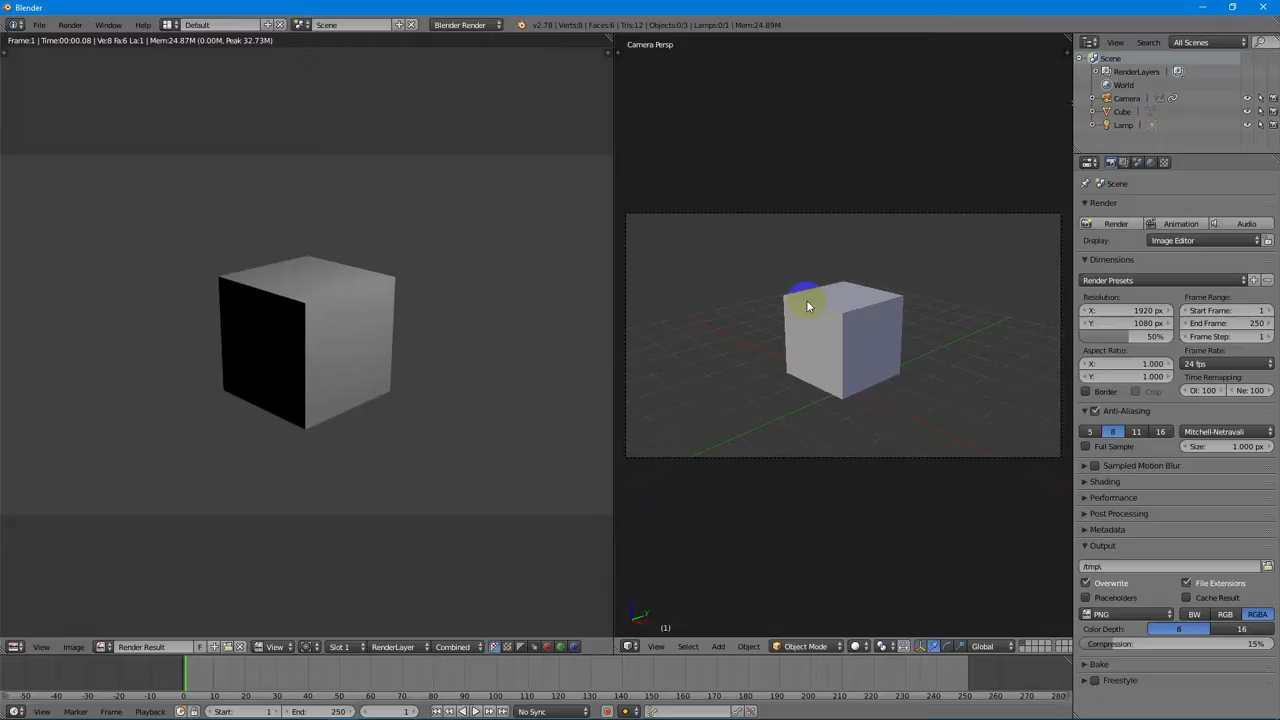 Blender
File Render Window Help Default Scene Blender Render v2.78 | Verts:8 | Faces:6 | Tris:12 | Objects:0/3 | Lamps:0/1 | Mem:24.89M
Frame:1 | Time:00:00.08 | Ve:8 Fa:6 La:1 | Mem:24.87M (0.00M, Peak 32.73M)
Camera Persp
View Search All Scenes
Scene
RenderLayers
World
Camera
Cube
Lamp
Scene
Render
Render Animation Audio
Display: Image Editor
Dimensions
Render Presets
Resolution: Frame Range:
X: 1920 px Start Frame: 1
Y: 1080 px End Frame: 250
50% Frame Step: 1
Aspect Ratio: Frame Rate:
X: 1.000 24 fps
Y: 1.000 Time Remapping:
Border Crop Ol: 100 Ne: 100
Anti-Aliasing
5 8 11 16 Mitchell-Netravali
Full Sample Size: 1.000 px
Sampled Motion Blur
Shading
Performance
Post Processing
Metadata
Output
/tmp\
Overwrite File Extensions
Placeholders Cache Result
PNG BW RGB RGBA
Color Depth: 8 16
Compression: 15%
Bake
Freestyle
(1)
View Image Render Result F View Slot 1 RenderLayer Combined
View Select Add Object Object Mode Global
-50 -40 -30 -20 -10 0 10 20 30 40 50 60 70 80 90 100 110 120 130 140 150 160 170 180 190 200 210 220 230 240 250 260 270 280
View Marker Frame Playback Start: 1 End: 250 1 No Sync